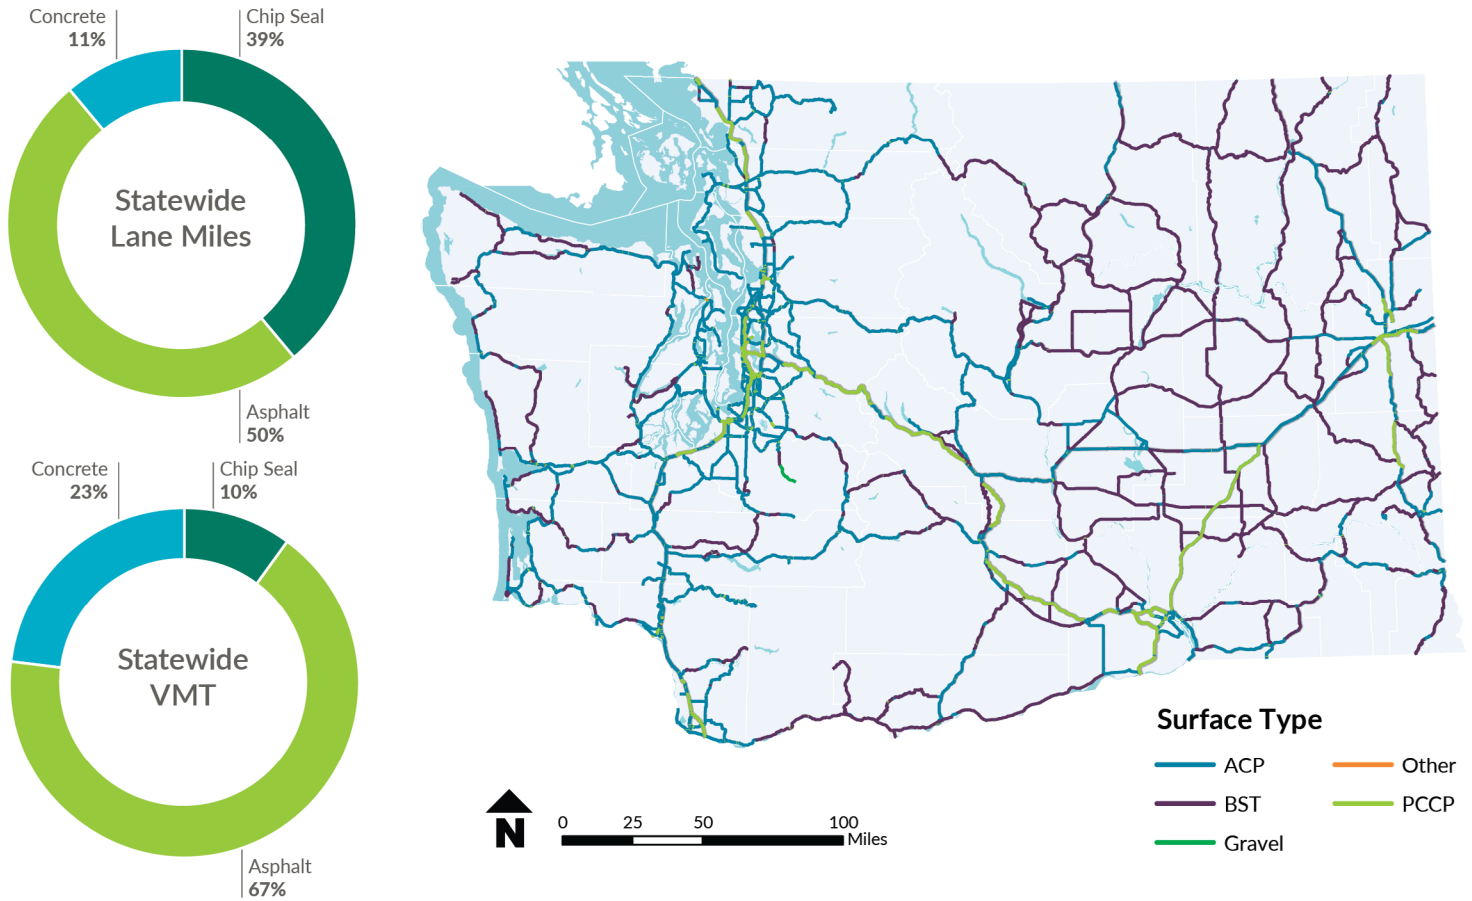 Concrete
11%
Chip Seal
39%
Statewide
Lane Miles
Asphalt
50%
Concrete
23%
Chip Seal
10%
Statewide
VMT
Asphalt
67%
N
0 25 50 100
Miles
Surface Type
ACP
BST
Gravel
Other
PCCP